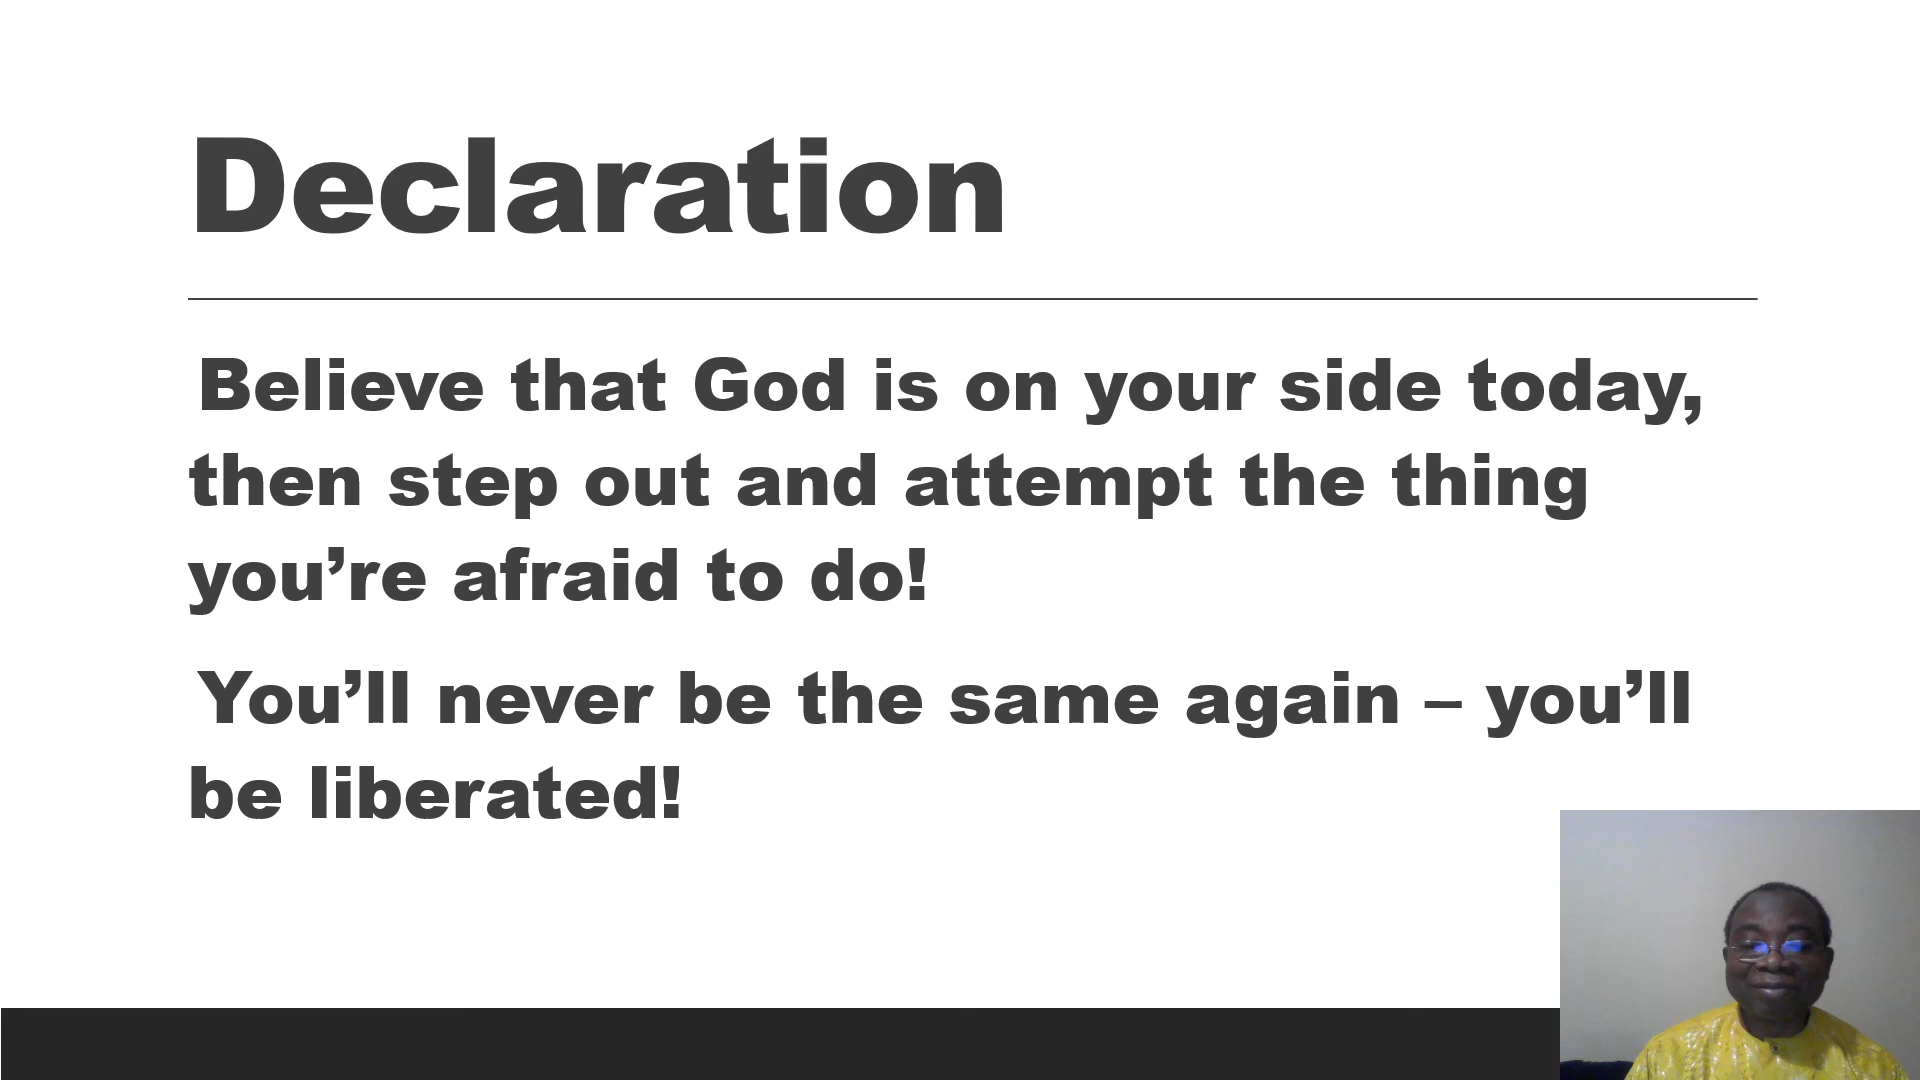 Declaration
Believe that God is on your side today,
then step out and attempt the thing
you’re afraid to do!
You’ll never be the same again – you’ll
be liberated!